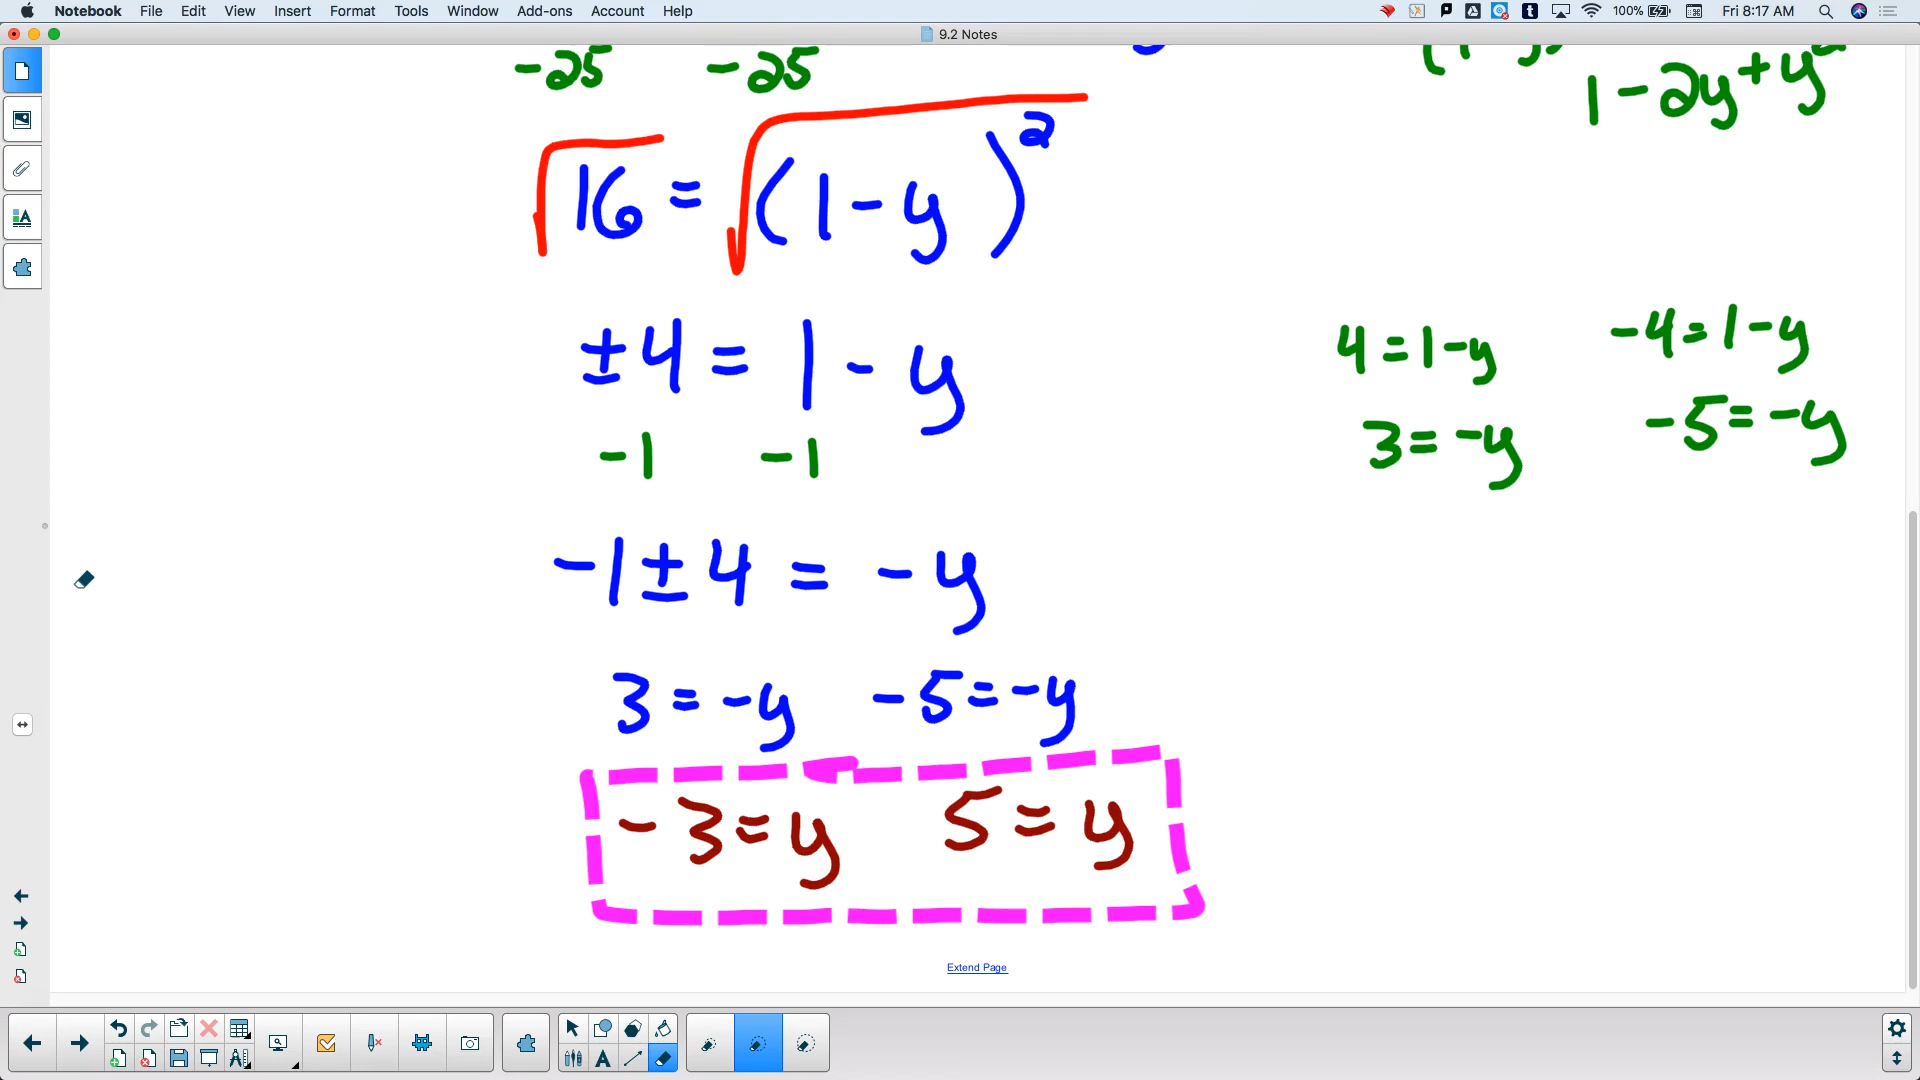 Notebook File Edit View Insert Format Tools Window Add-ons Account Help 100% Fri 8:17 AM
9.2 Notes
-25 -25
1-2y+y²
√16 = √(1-y)²
±4 = 1-y
-1 -1
-1±4 = -y
3=-y -5=-y
-3=y 5=y
4=1-y -4=1-y
3=-y -5=-y
Extend Page